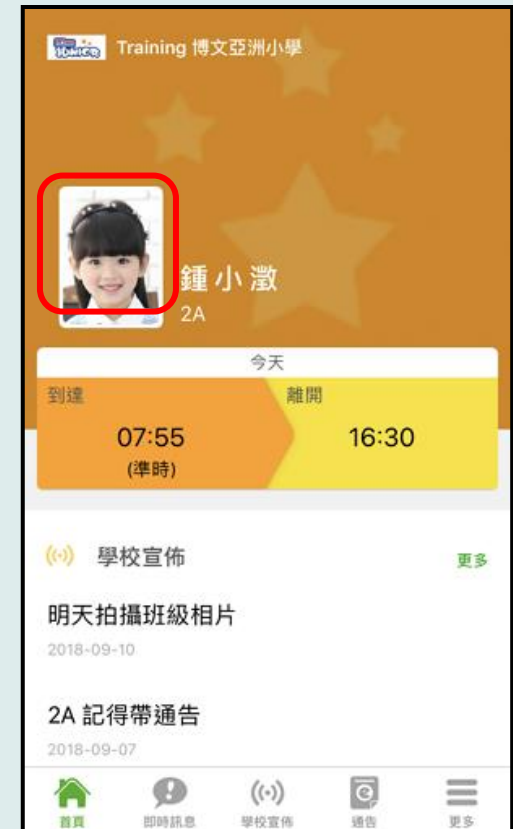 Training 博文亞洲小學
鍾小瀓
2A
今天
到達
離開
07:55
16:30
(準時)
學校宣佈
更多
明天拍攝班級相片
2018-09-10
2A 記得帶通告
2018-09-07
首頁
即時訊息
學校宣佈
通告
更多